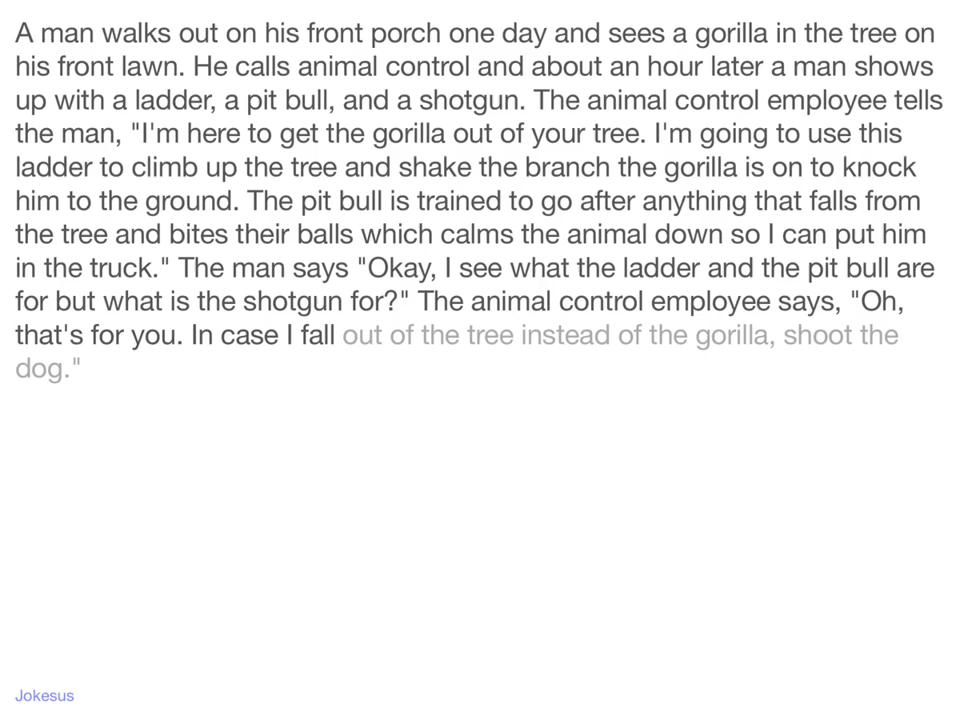 A man walks out on his front porch one day and sees a gorilla in the tree on
his front lawn. He calls animal control and about an hour later a man shows
up with a ladder, a pit bull, and a shotgun. The animal control employee tells
the man, "I'm here to get the gorilla out of your tree. I'm going to use this
ladder to climb up the tree and shake the branch the gorilla is on to knock
him to the ground. The pit bull is trained to go after anything that falls from
the tree and bites their balls which calms the animal down so I can put him
in the truck." The man says "Okay, I see what the ladder and the pit bull are
for but what is the shotgun for?" The animal control employee says, "Oh,
that's for you. In case I fall out of the tree instead of the gorilla, shoot the
dog."
Jokesus